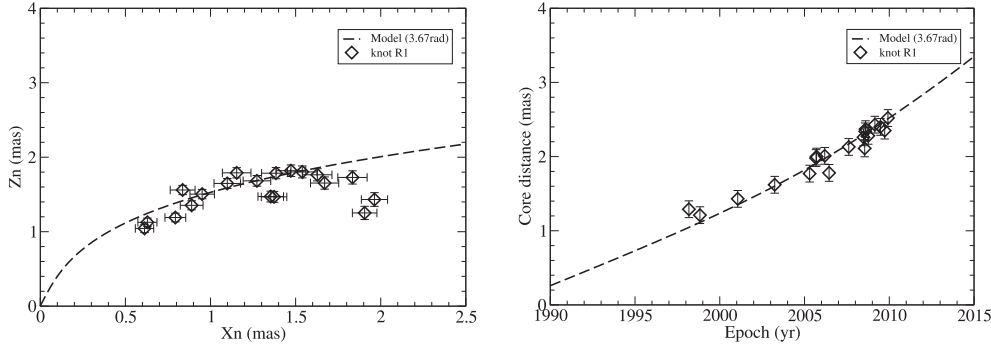 4
3
2
1
0
Zn (mas)
0
0.5
1
1.5
2
2.5
Xn (mas)
Model (3.67rad)
knot R1
4
3
2
1
0
Core distance (mas)
1990
1995
2000
2005
2010
2015
Epoch (yr)
Model (3.67rad)
knot R1